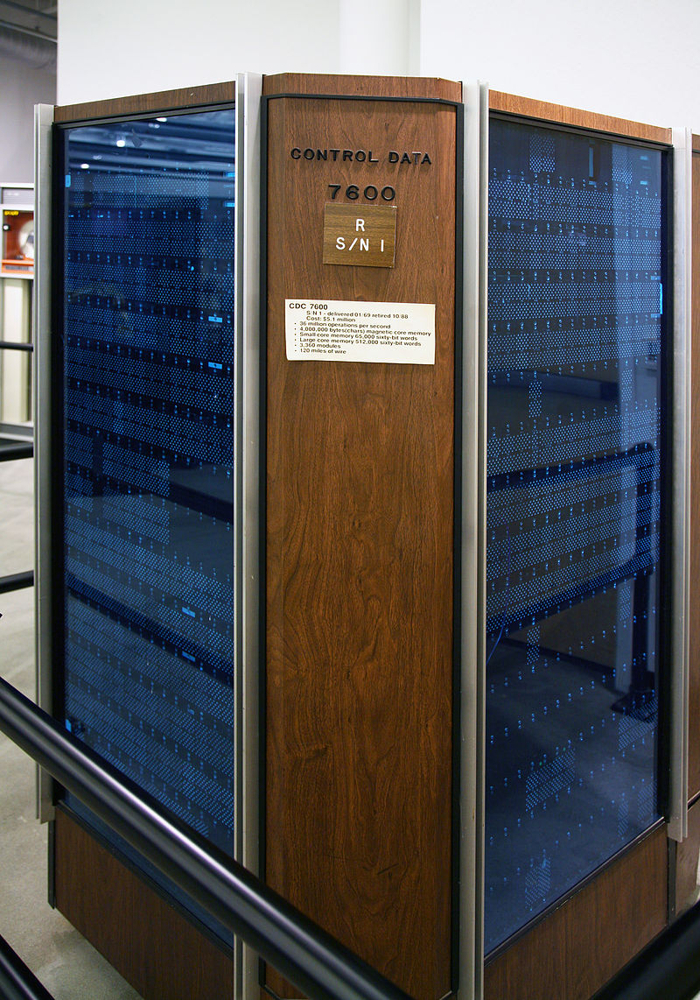 CONTROL DATA
7600
R
S/N 1
CDC 7600
S/N 1 - delivered 01/69 retired 10/88
Cost: $5.1 million
• 36 million operations per second
• 4,000,000 bytes(chars) magnetic core memory
• Small core memory 65,000 sixty-bit words
• Large core memory 512,000 sixty-bit words
• 3,360 modules
• 120 miles of wire